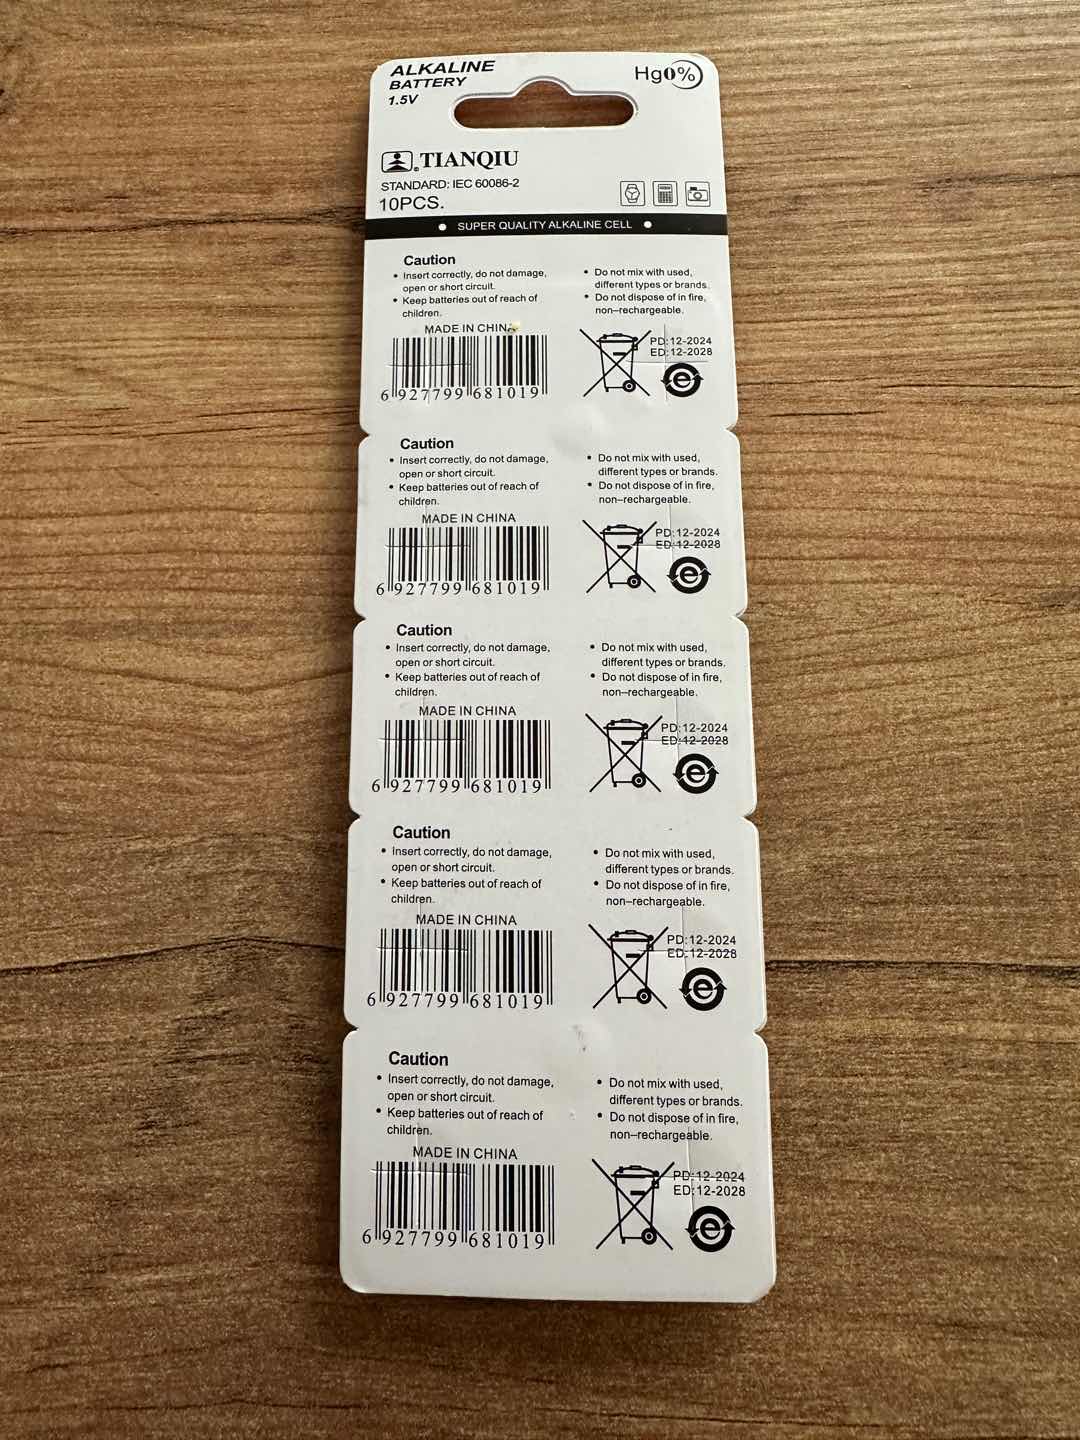 ALKALINE
BATTERY
1.5V
Hg0%
TIANQIU
STANDARD: IEC 60086-2
10PCS.
SUPER QUALITY ALKALINE CELL
Caution
• Insert correctly, do not damage,
open or short circuit.
• Keep batteries out of reach of
children.
• Do not mix with used,
different types or brands.
• Do not dispose of in fire,
non–rechargeable.
MADE IN CHINA
6 927799 681019
PD:12-2024
ED:12-2028
e
Caution
• Insert correctly, do not damage,
open or short circuit.
• Keep batteries out of reach of
children.
• Do not mix with used,
different types or brands.
• Do not dispose of in fire,
non–rechargeable.
MADE IN CHINA
6 927799 681019
PD:12-2024
ED:12-2028
e
Caution
• Insert correctly, do not damage,
open or short circuit.
• Keep batteries out of reach of
children.
• Do not mix with used,
different types or brands.
• Do not dispose of in fire,
non–rechargeable.
MADE IN CHINA
6 927799 681019
PD:12-2024
ED:12-2028
e
Caution
• Insert correctly, do not damage,
open or short circuit.
• Keep batteries out of reach of
children.
• Do not mix with used,
different types or brands.
• Do not dispose of in fire,
non–rechargeable.
MADE IN CHINA
6 927799 681019
PD:12-2024
ED:12-2028
e
Caution
• Insert correctly, do not damage,
open or short circuit.
• Keep batteries out of reach of
children.
• Do not mix with used,
different types or brands.
• Do not dispose of in fire,
non–rechargeable.
MADE IN CHINA
6 927799 681019
PD:12-2024
ED:12-2028
e